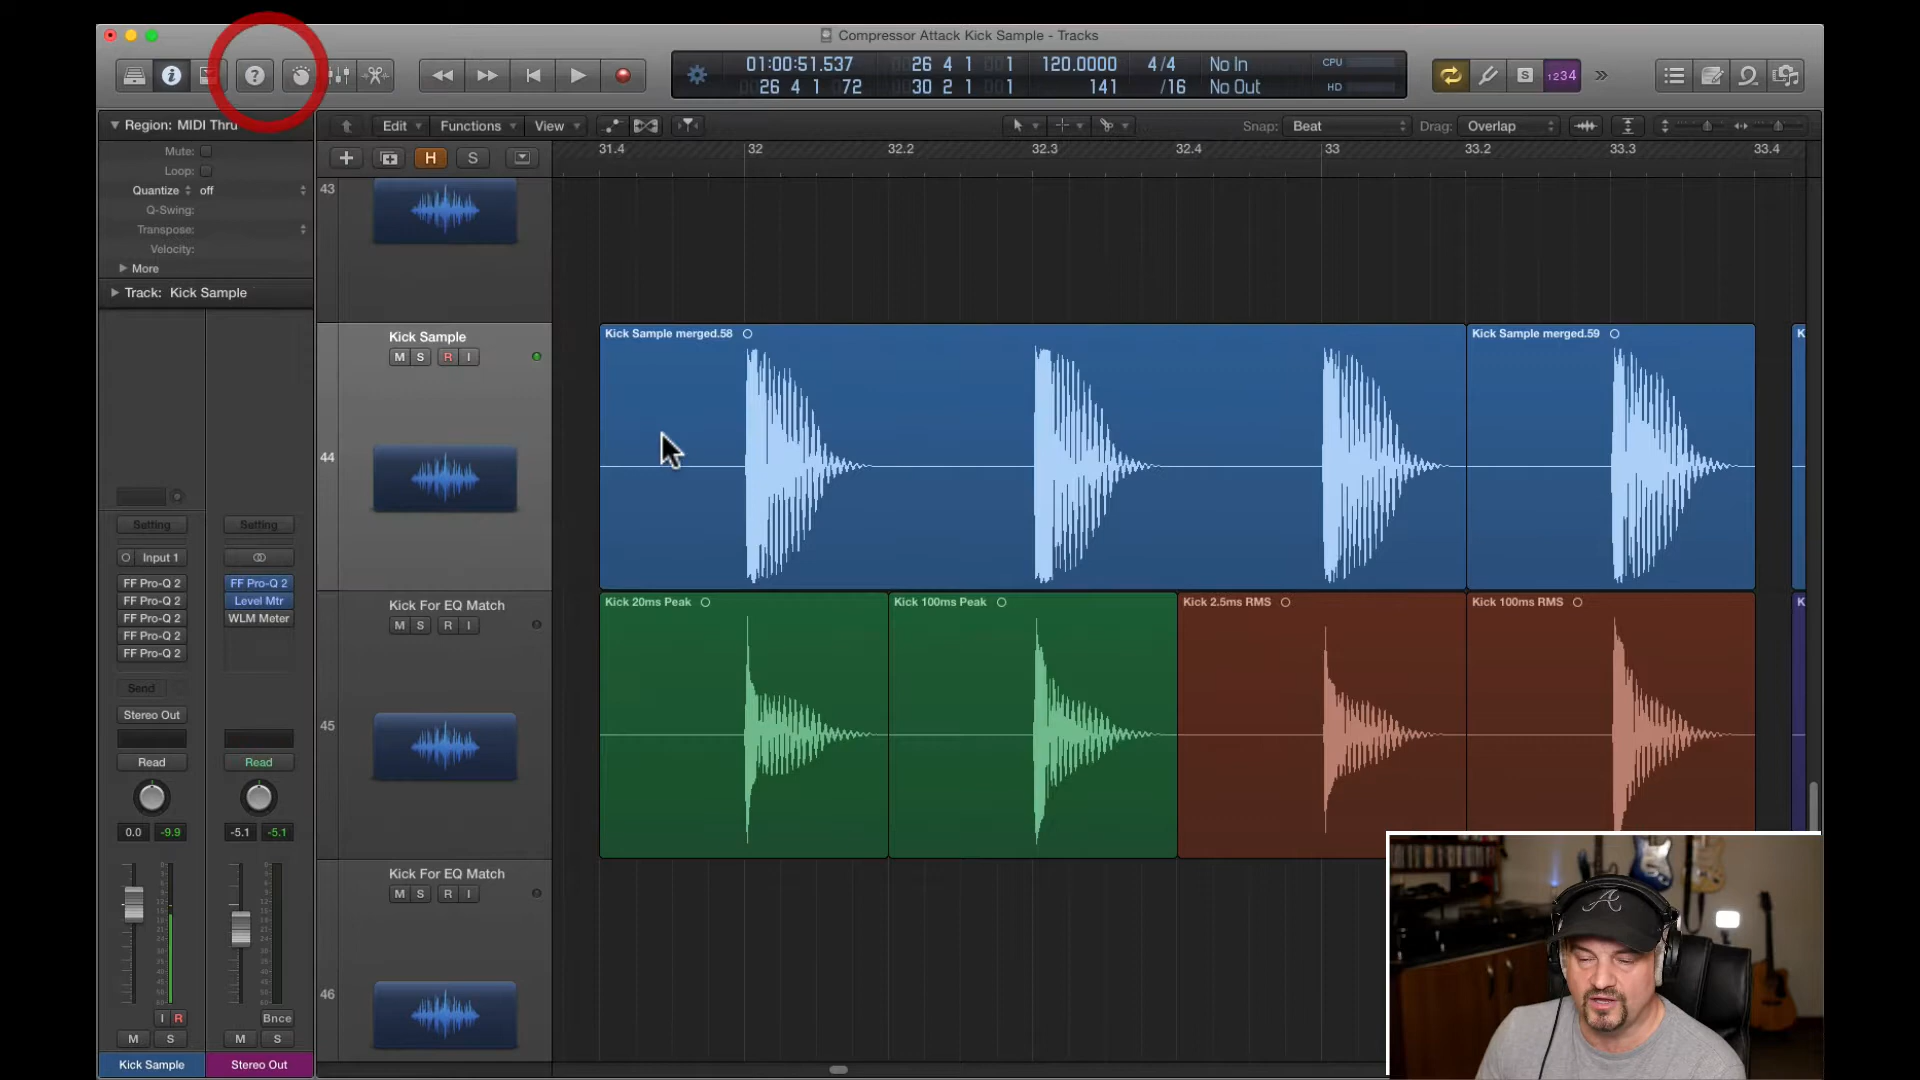 Compressor Attack Kick Sample - Tracks
01:00:51.537
26 4 1 72
26 4 1 001 1
30 2 1 001 1
120.0000
141
4/4
/16
No In
No Out
CPU
HD
S
1234
Region: MIDI Thru
Mute:
Loop:
Quantize off
Q-Swing:
Transpose:
Velocity:
More
Track: Kick Sample
Edit
Functions
View
Snap: Beat
Drag: Overlap
H
S
31.4 32 32.2 32.3 32.4 33 33.2 33.3 33.4
43
Kick Sample
M S R I
44
Kick Sample merged.58
Kick Sample merged.59
K
Kick For EQ Match
M S R I
45
Kick 20ms Peak
Kick 100ms Peak
Kick 2.5ms RMS
Kick 100ms RMS
K
Kick For EQ Match
M S R I
46
Setting Setting
Input 1
FF Pro-Q 2 FF Pro-Q 2
FF Pro-Q 2 Level Mtr
FF Pro-Q 2 WLM Meter
FF Pro-Q 2
FF Pro-Q 2
Send
Stereo Out
Read Read
0.0 -9.9 -5.1 -5.1
I R Bnce
M S M S
Kick Sample Stereo Out
A